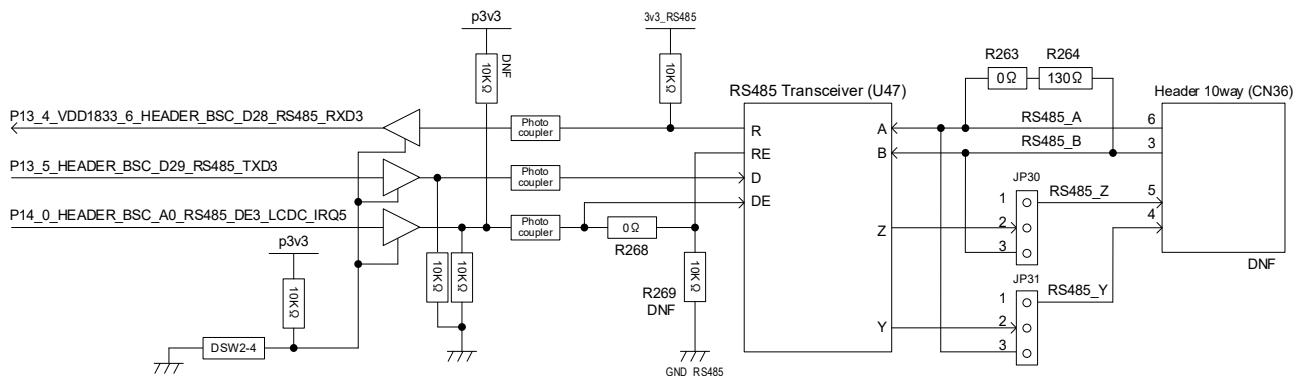 p3v3
3v3_RS485
10KΩ
DNF
10KΩ
R263
R264
0Ω
130Ω
RS485 Transceiver (U47)
Header 10way (CN36)
P13_4_VDD1833_6_HEADER_BSC_D28_RS485_RXD3
Photo
coupler
R
A
RS485_A
6
RE
B
RS485_B
3
P13_5_HEADER_BSC_D29_RS485_TXD3
Photo
coupler
D
JP30
RS485_Z
1
5
DE
P14_0_HEADER_BSC_A0_RS485_DE3_LCDC_IRQ5
Photo
coupler
0Ω
R268
Z
2
4
3
DNF
p3v3
10KΩ
10KΩ
10KΩ
R269
DNF
10KΩ
JP31
RS485_Y
1
Y
2
3
DSW2-4
GND_RS485